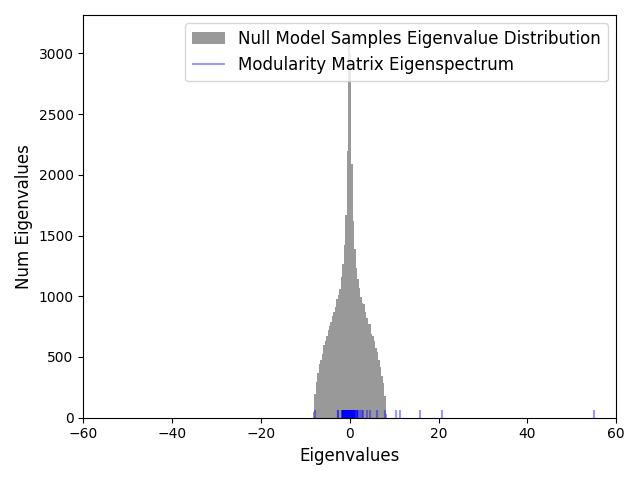 Null Model Samples Eigenvalue Distribution
Modularity Matrix Eigenspectrum
3000
2500
2000
1500
1000
500
0
Num Eigenvalues
−60 −40 −20 0 20 40 60
Eigenvalues